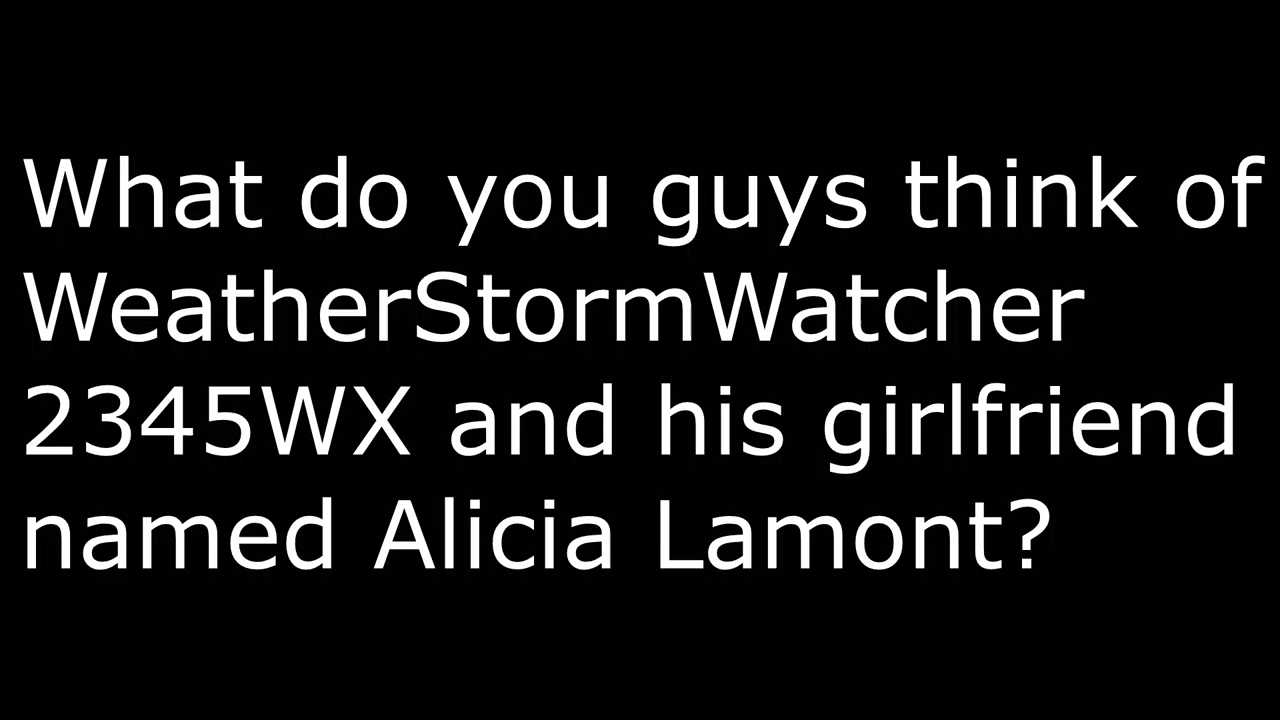 What do you guys think of
WeatherStormWatcher
2345WX and his girlfriend
named Alicia Lamont?